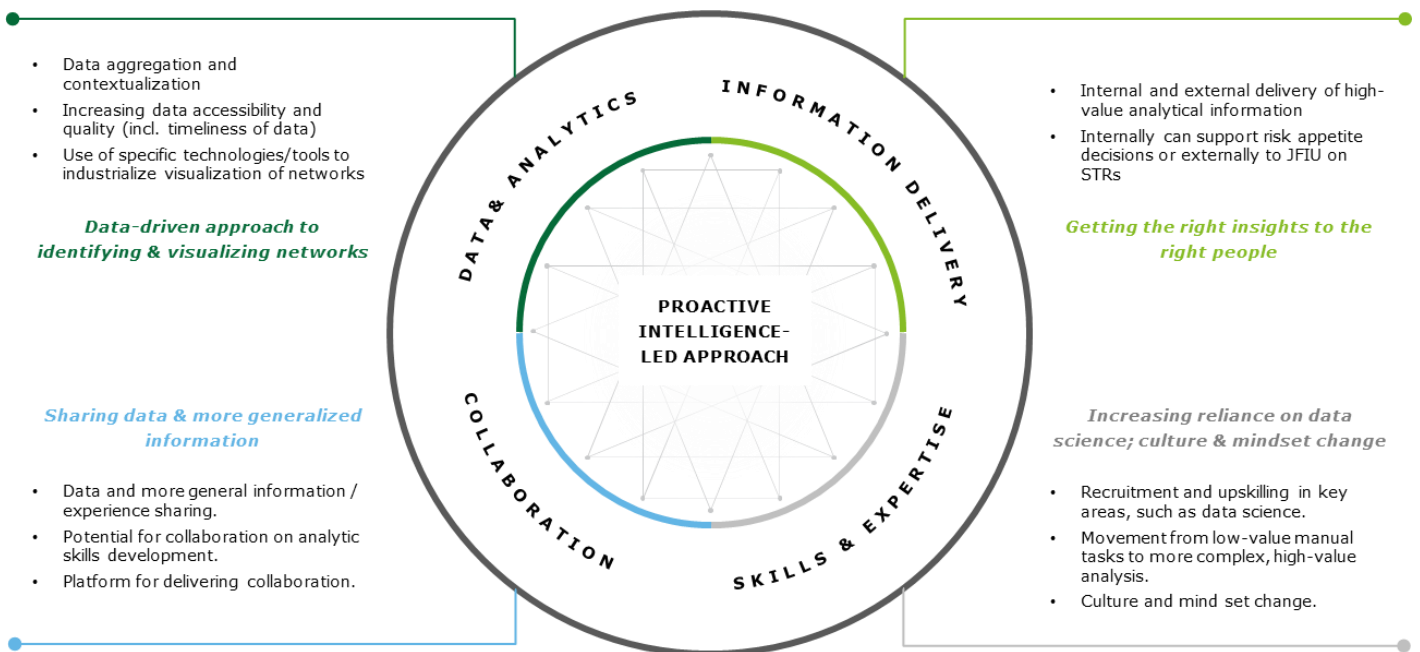 • Data aggregation and
contextualization
• Increasing data accessibility and
quality (incl. timeliness of data)
• Use of specific technologies/tools to
industrialize visualization of networks
Data-driven approach to
identifying & visualizing networks
DATA& ANALYTICS
INFORMATION DELIVERY
• Internal and external delivery of high-
value analytical information
• Internally can support risk appetite
decisions or externally to JFIU on
STRs
Getting the right insights to the
right people
PROACTIVE
INTELLIGENCE-
LED APPROACH
Sharing data & more generalized
information
• Data and more general information /
experience sharing.
• Potential for collaboration on analytic
skills development.
• Platform for delivering collaboration.
COLLABORATION
SKILLS & EXPERTISE
Increasing reliance on data
science; culture & mindset change
• Recruitment and upskilling in key
areas, such as data science.
• Movement from low-value manual
tasks to more complex, high-value
analysis.
• Culture and mind set change.